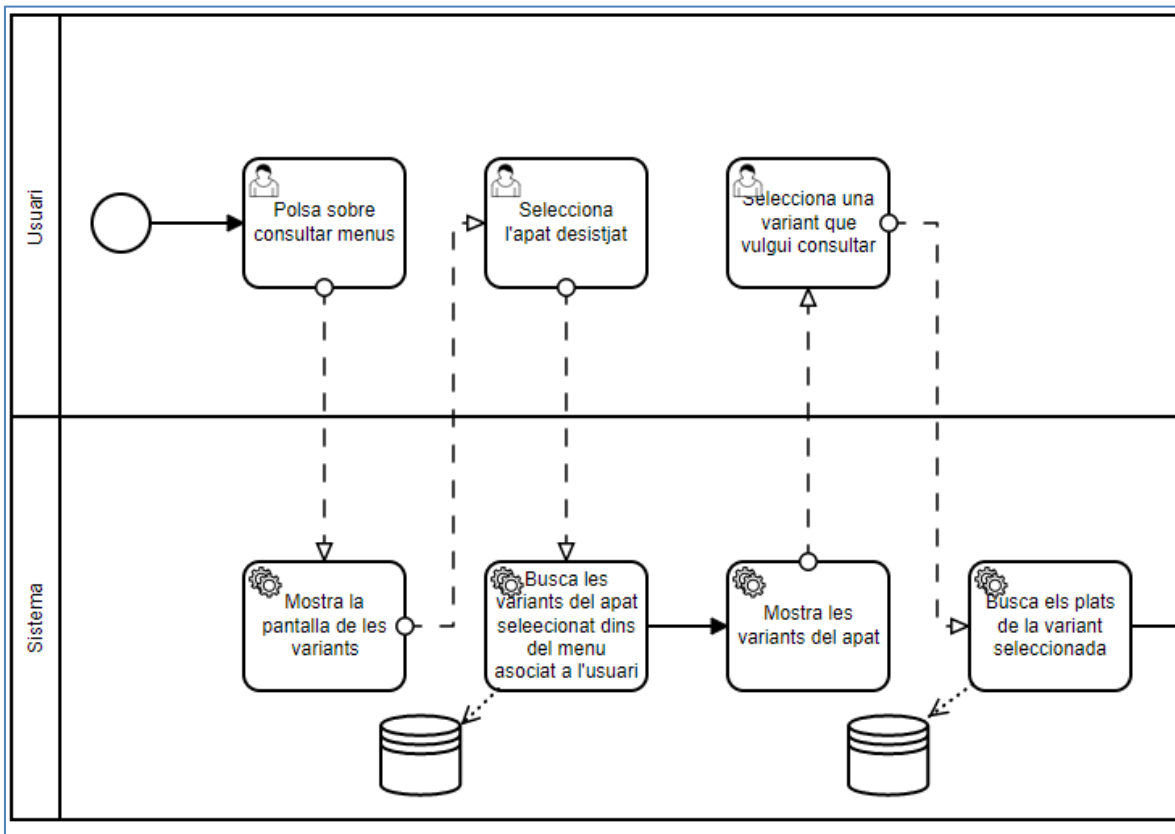 Usuari
Polsa sobre
consultar menus
Selecciona
l'apat desistjat
Selecciona una
variant que
vulgui consultar
Sistema
Mostra la
pantalla de les
variants
Busca les
variants del apat
seleecionat dins
del menu
asociat a l'usuari
Mostra les
variants del apat
Busca els plats
de la variant
seleccionada